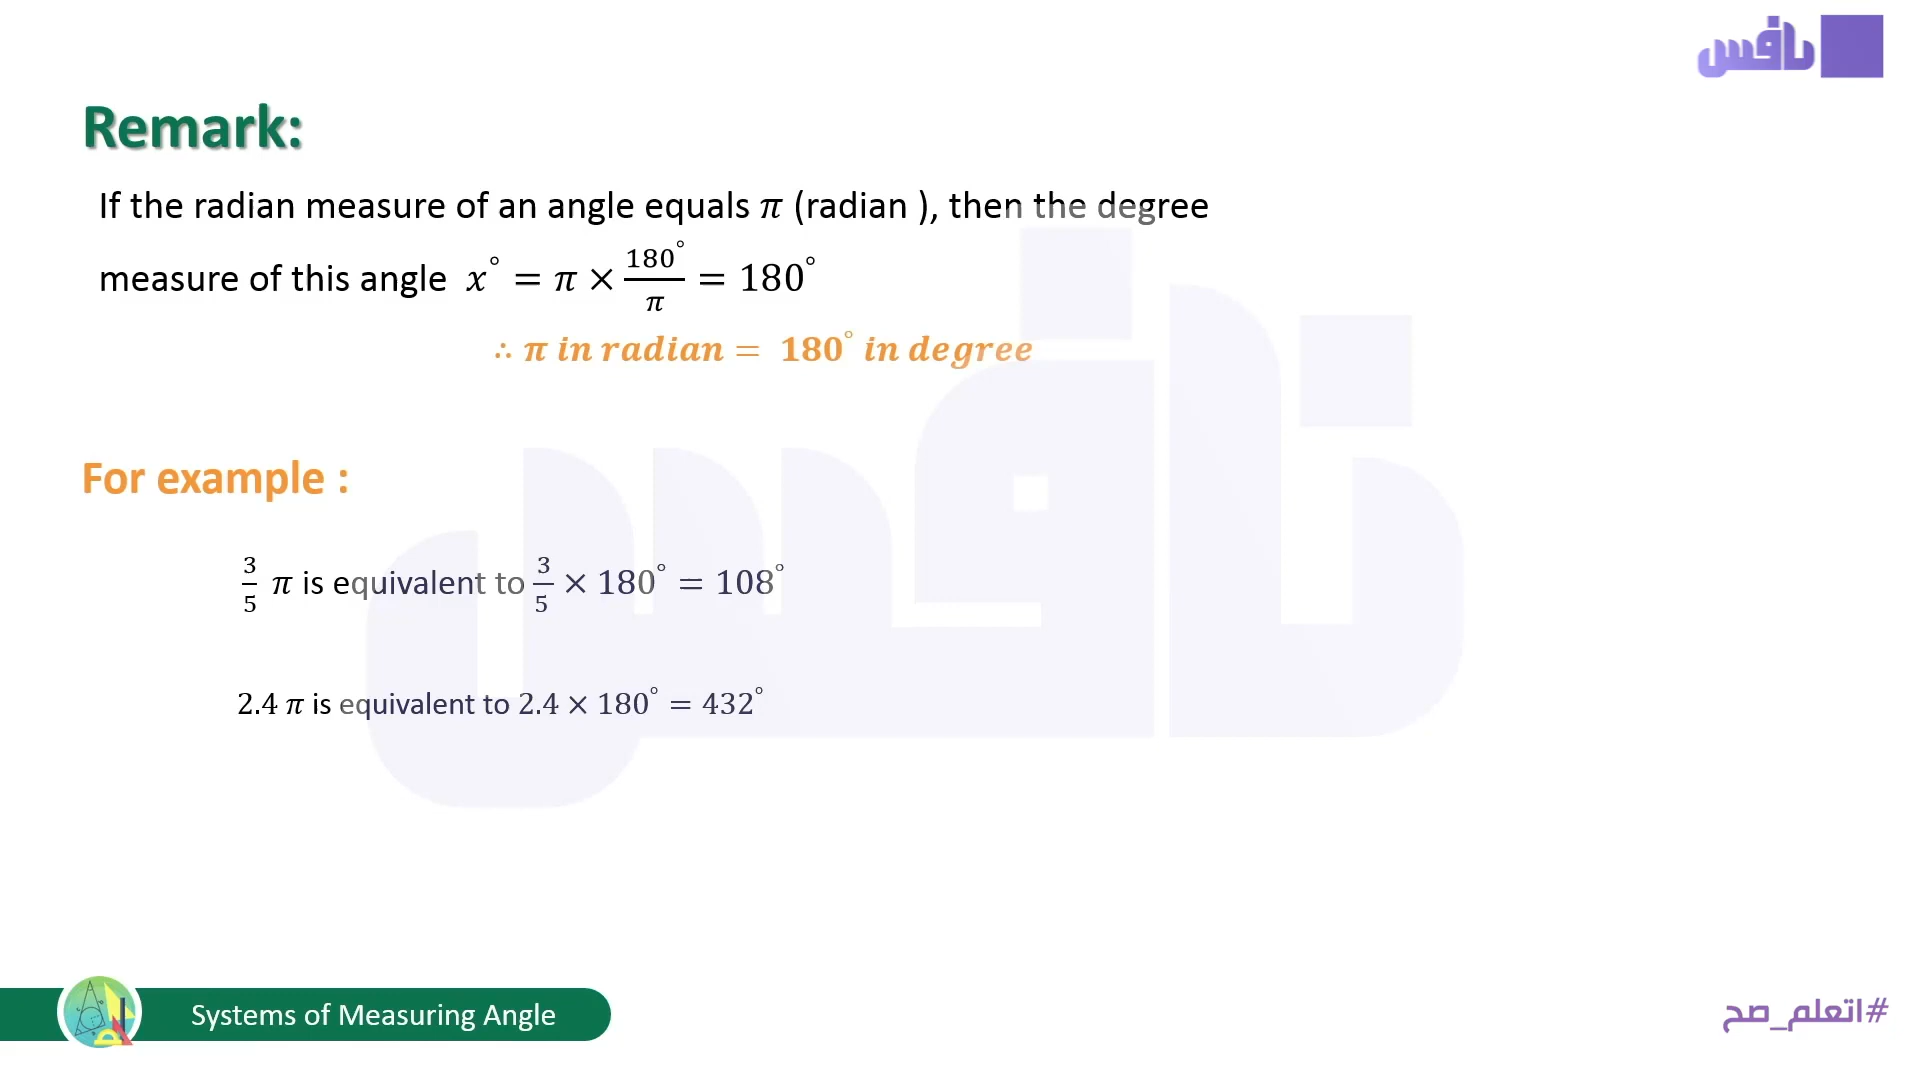 نافس
Remark:
If the radian measure of an angle equals π (radian ), then the degree
measure of this angle x° = π × 180°/π = 180°
∴ π in radian = 180° in degree
For example :
3/5 π is equivalent to 3/5 × 180° = 108°
2.4 π is equivalent to 2.4 × 180° = 432°
Systems of Measuring Angle
#اتعلم_صح